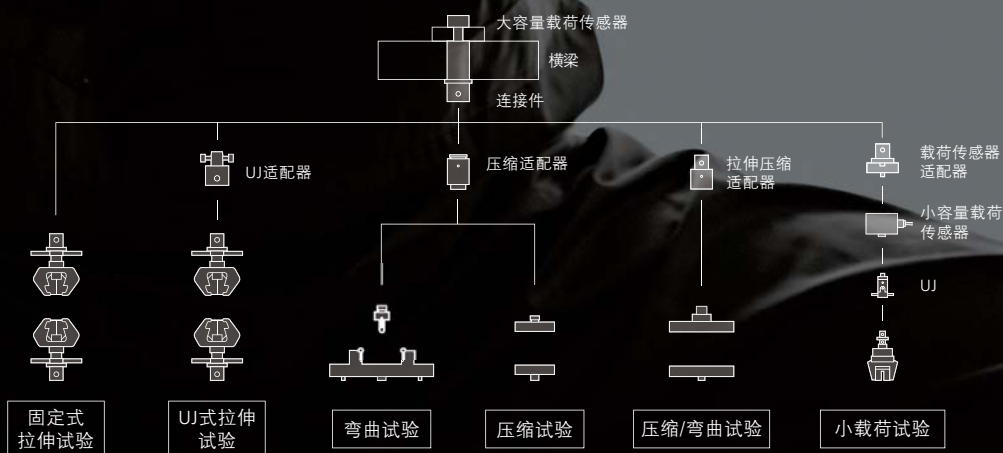 大容量载荷传感器
横梁
连接件
UJ适配器
压缩适配器
拉伸压缩
适配器
载荷传感器
适配器
小容量载荷
传感器
UJ
固定式
拉伸试验
UJ式拉伸
试验
弯曲试验
压缩试验
压缩/弯曲试验
小载荷试验